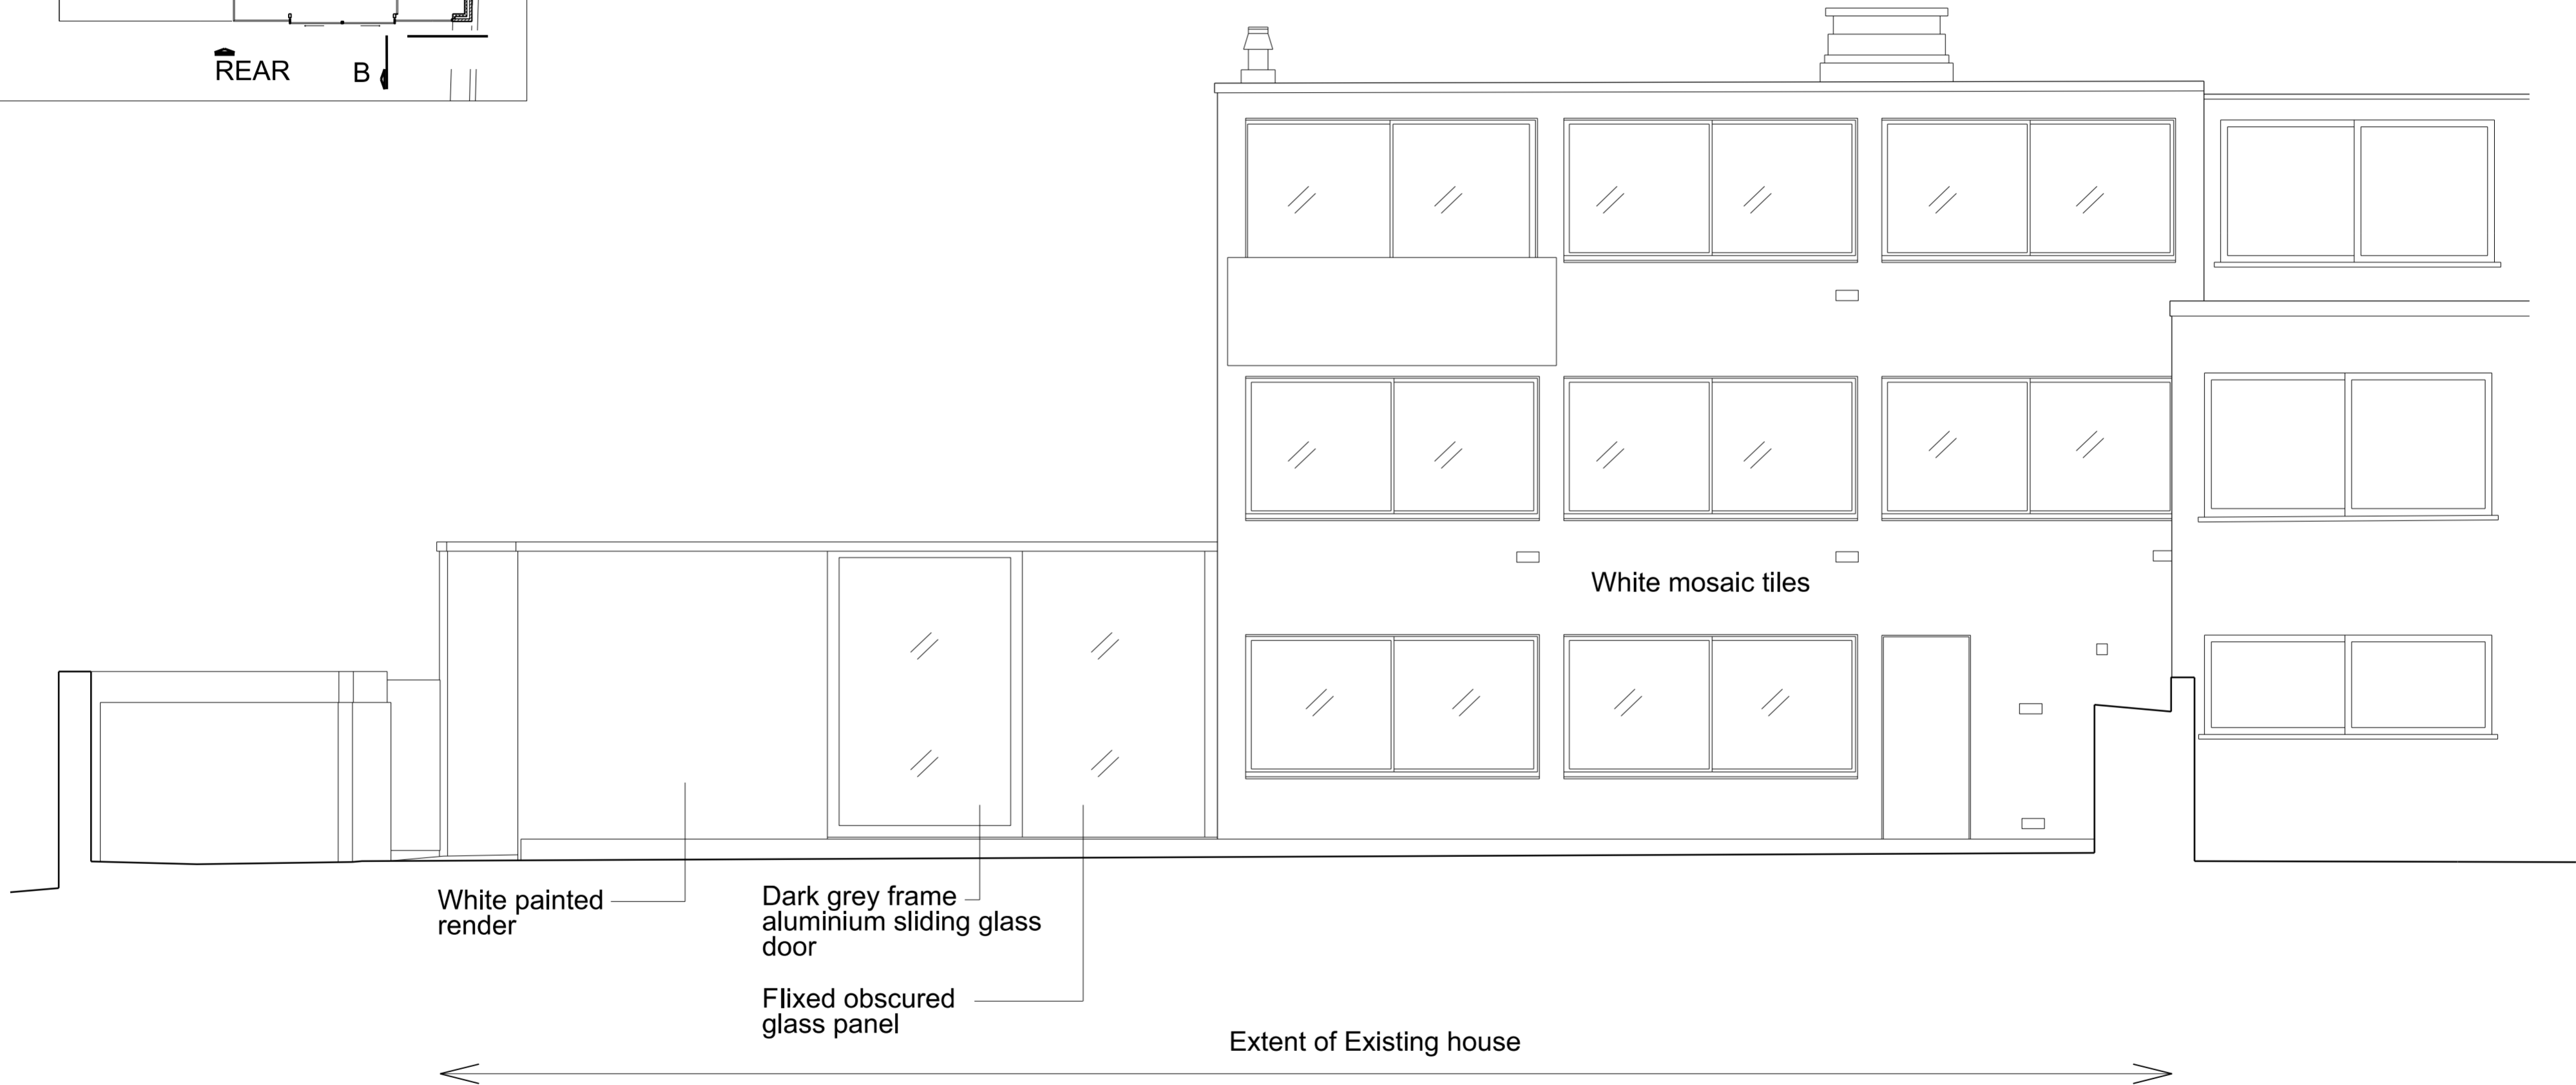 REAR
B
White mosaic tiles
White painted
render
Dark grey frame
aluminium sliding glass
door
Flixed obscured
glass panel
Extent of Existing house